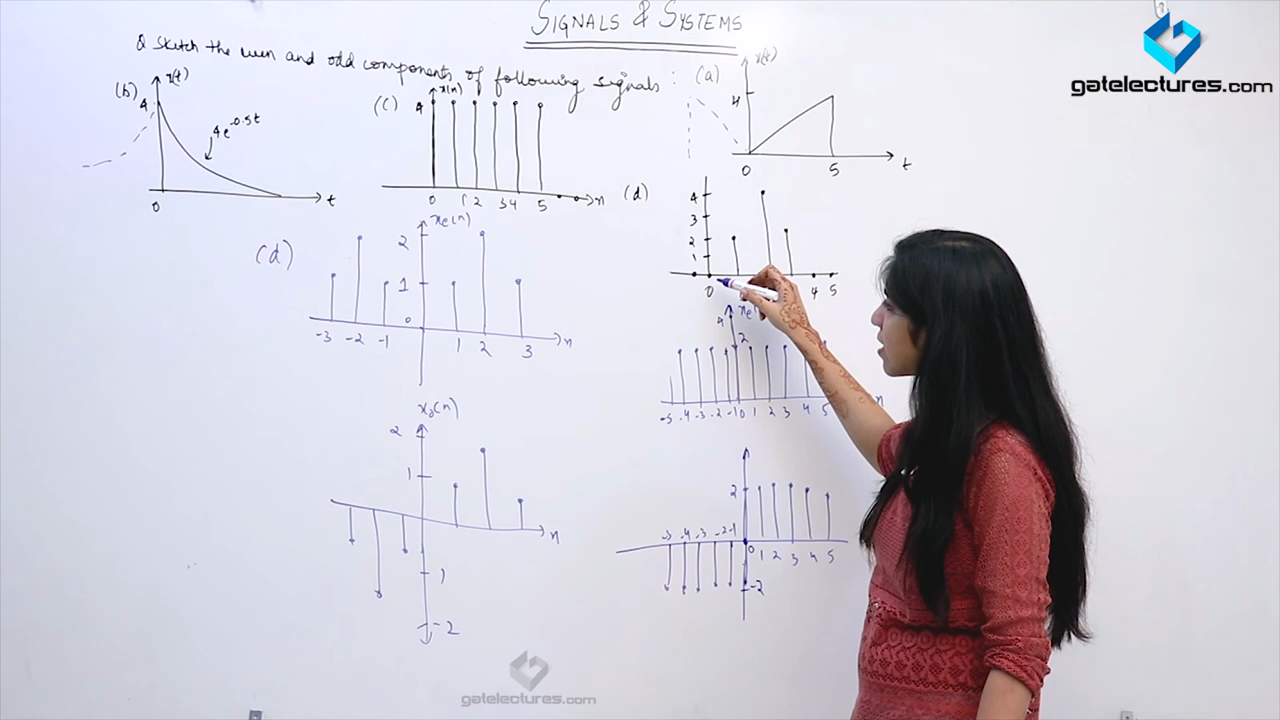 SIGNALS & SYSTEMS
Q Sketch the even and odd components of following signals :
(a) x(t)
4
0 5 t
(b) x(t)
4
4e^-0.5t
0 t
(c) x(n)
4
0 1 2 3 4 5 n
(d)
4
3
2
1
0 4 5
(d) xe(n)
2
1
0
-3 -2 -1 1 2 3 n
4
2
-5 -4 -3 -2 -1 0 1 2 3 4 5 n
x0(n)
2
1
n
1
-2
2
-5 -4 -3 -2 -1
0 1 2 3 4 5
-2
gatelectures.com
gatelectures.com